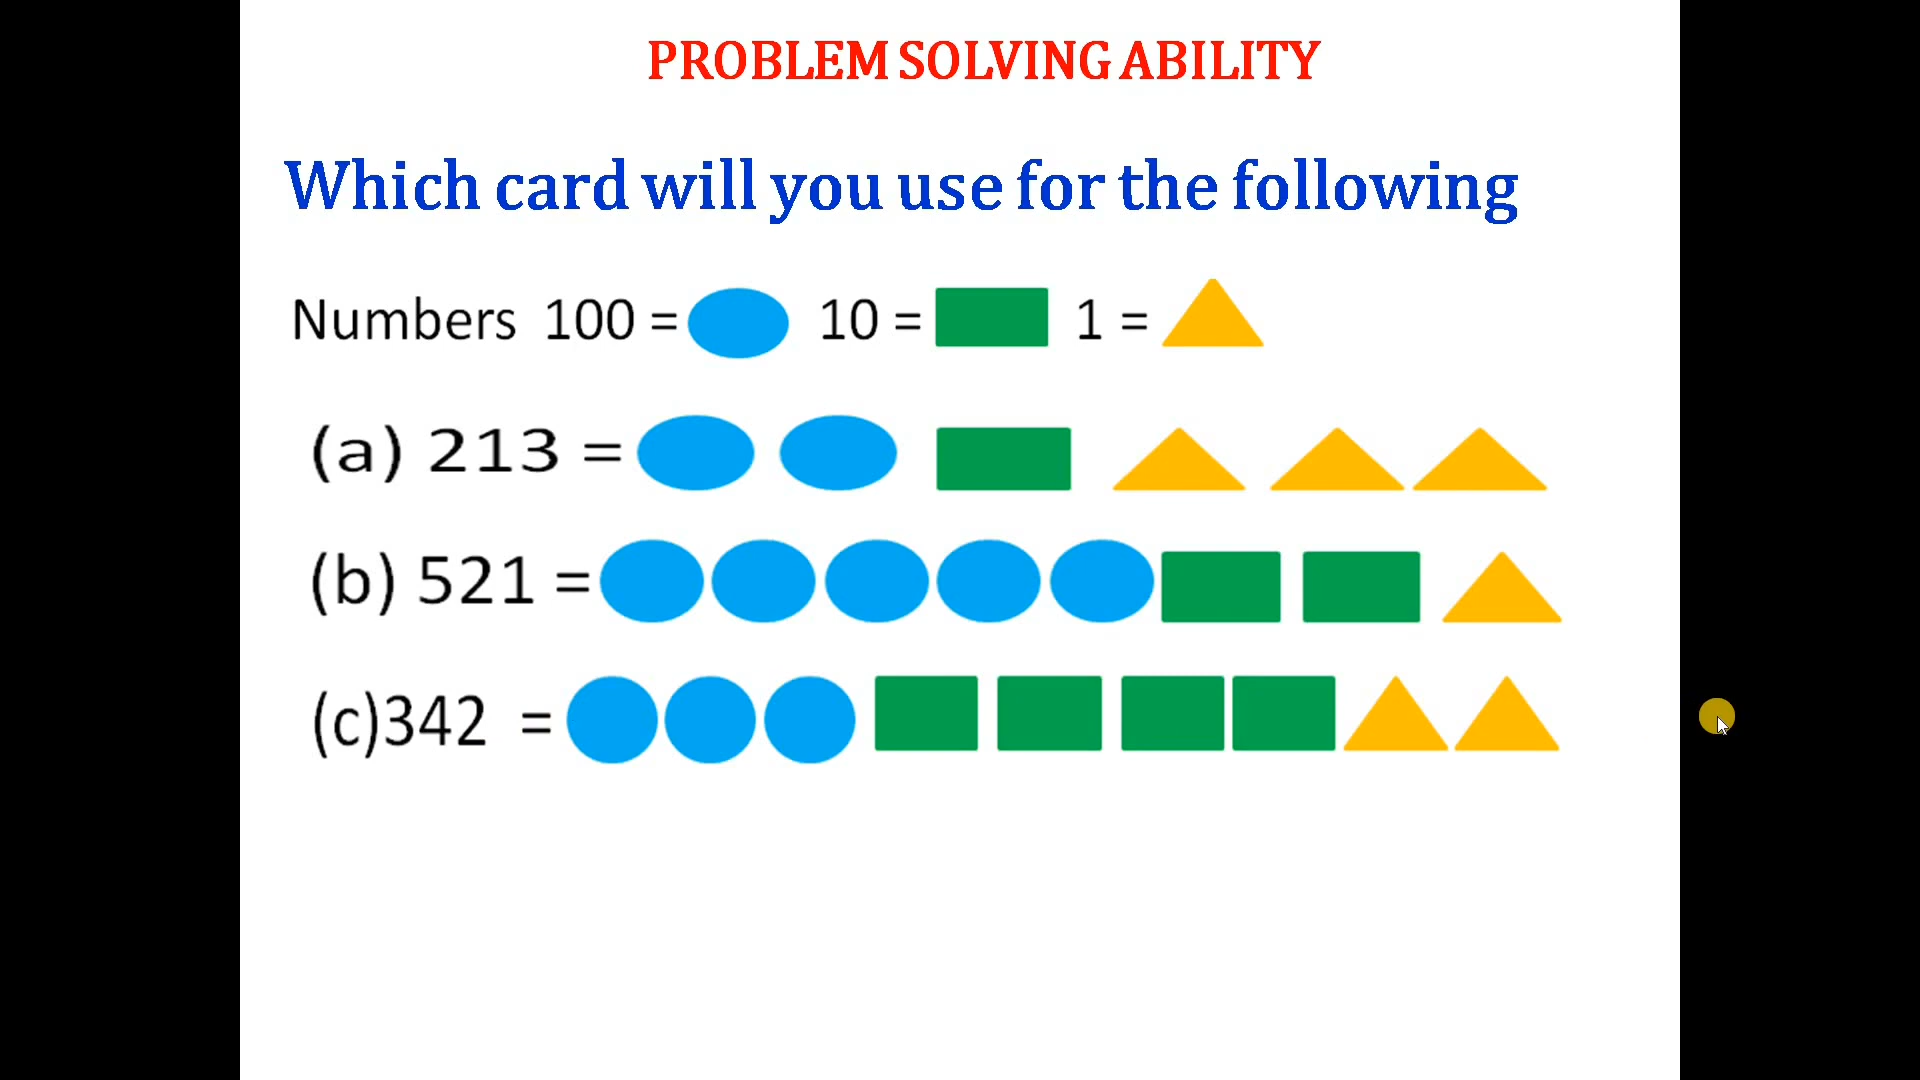 PROBLEM SOLVING ABILITY
Which card will you use for the following
Numbers 100 = 10 = 1 =
(a) 213 =
(b) 521 =
(c)342 =